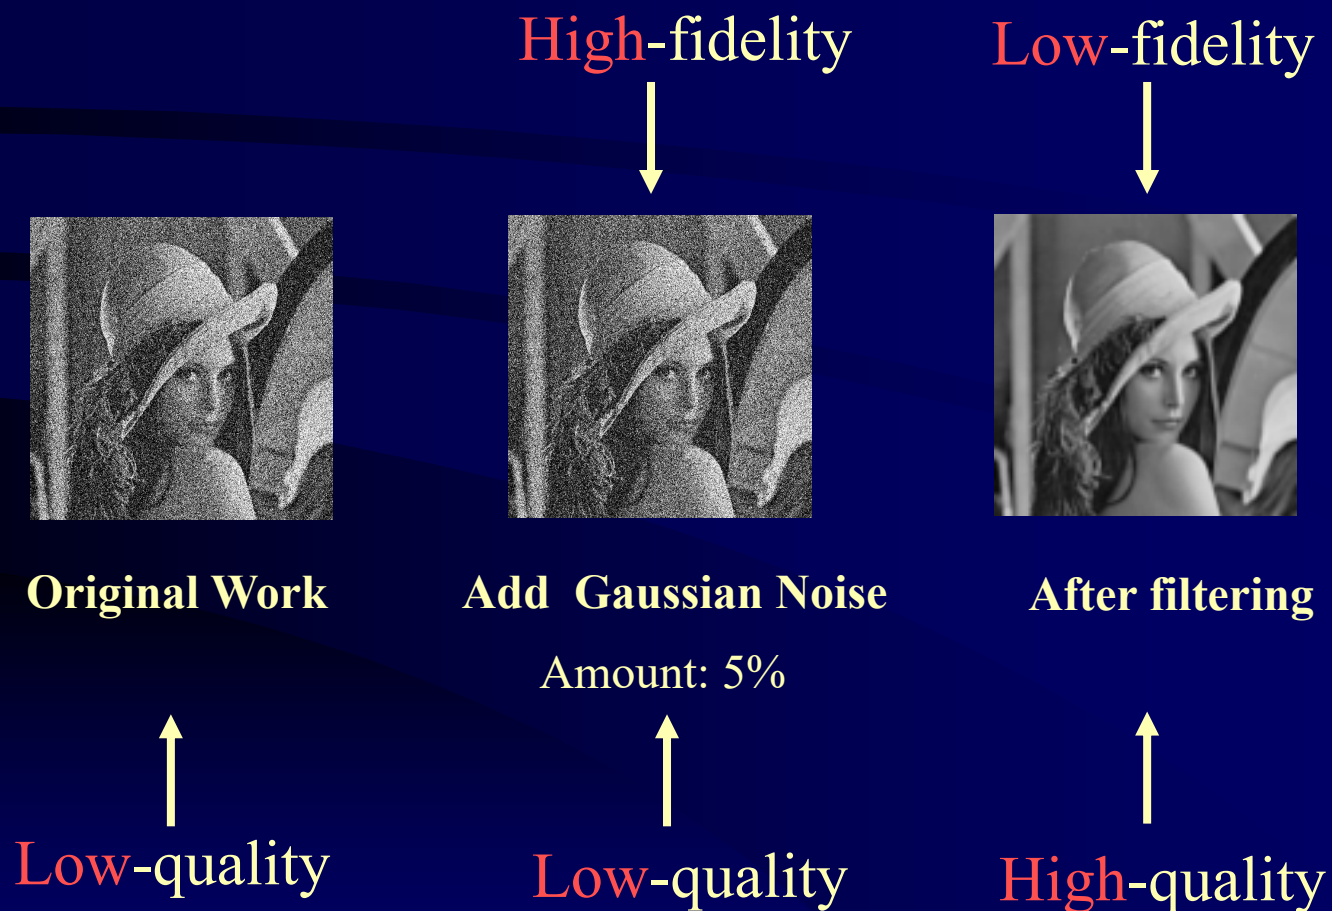 High-fidelity
Low-fidelity
Original Work
Add Gaussian Noise
After filtering
Amount: 5%
Low-quality
Low-quality
High-quality